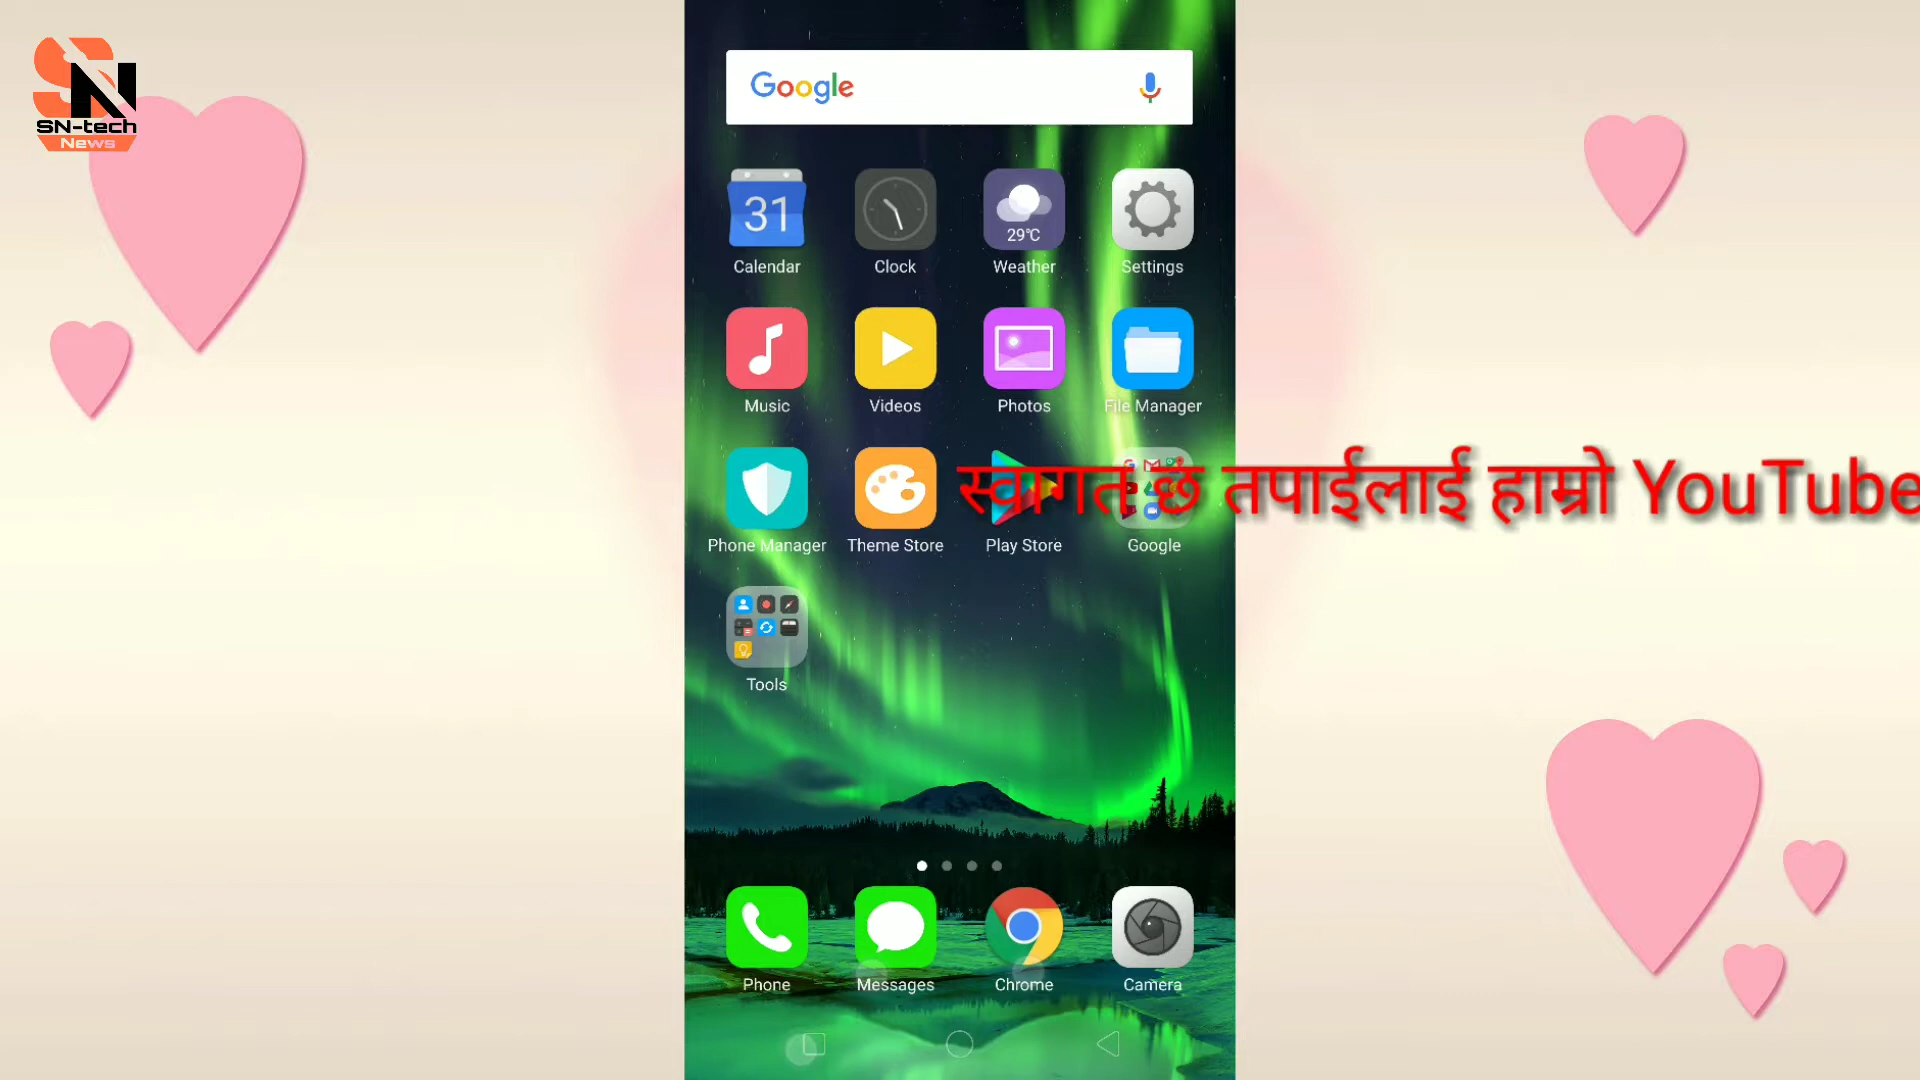 SN
SN-tech
News
Google
31
29°C
Calendar
Clock
Weather
Settings
Music
Videos
Photos
File Manager
स्वागत छ तपाईलाई हाम्रो YouTube
Phone Manager
Theme Store
Play Store
Google
Tools
Phone
Messages
Chrome
Camera